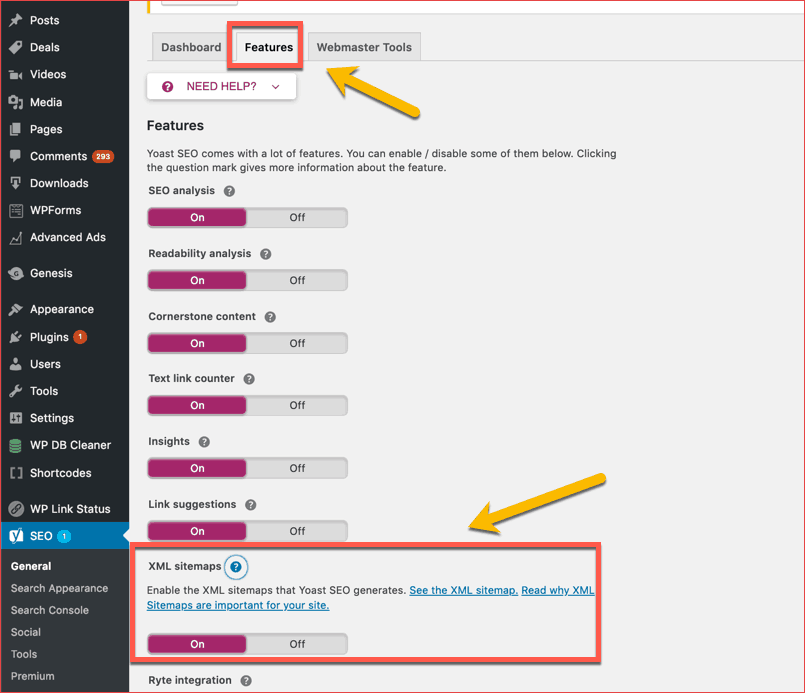 Posts
Deals
Videos
Media
Pages
Comments 293
Downloads
WPForms
Advanced Ads
Genesis
Appearance
Plugins 1
Users
Tools
Settings
WP DB Cleaner
Shortcodes
WP Link Status
SEO 1
General
Search Appearance
Search Console
Social
Tools
Premium
Dashboard Features Webmaster Tools
? NEED HELP?
Features
Yoast SEO comes with a lot of features. You can enable / disable some of them below. Clicking
the question mark gives more information about the feature.
SEO analysis ?
On Off
Readability analysis ?
On Off
Cornerstone content ?
On Off
Text link counter ?
On Off
Insights ?
On Off
Link suggestions ?
On Off
XML sitemaps ?
Enable the XML sitemaps that Yoast SEO generates. See the XML sitemap. Read why XML
Sitemaps are important for your site.
On Off
Ryte integration ?